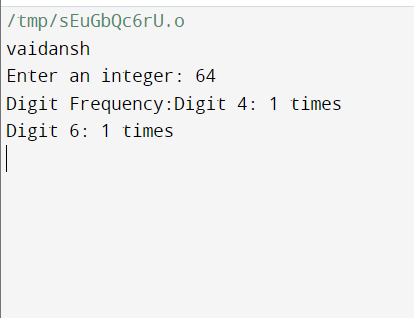 /tmp/sEuGbQc6rU.o
vaidansh
Enter an integer: 64
Digit Frequency:Digit 4: 1 times
Digit 6: 1 times